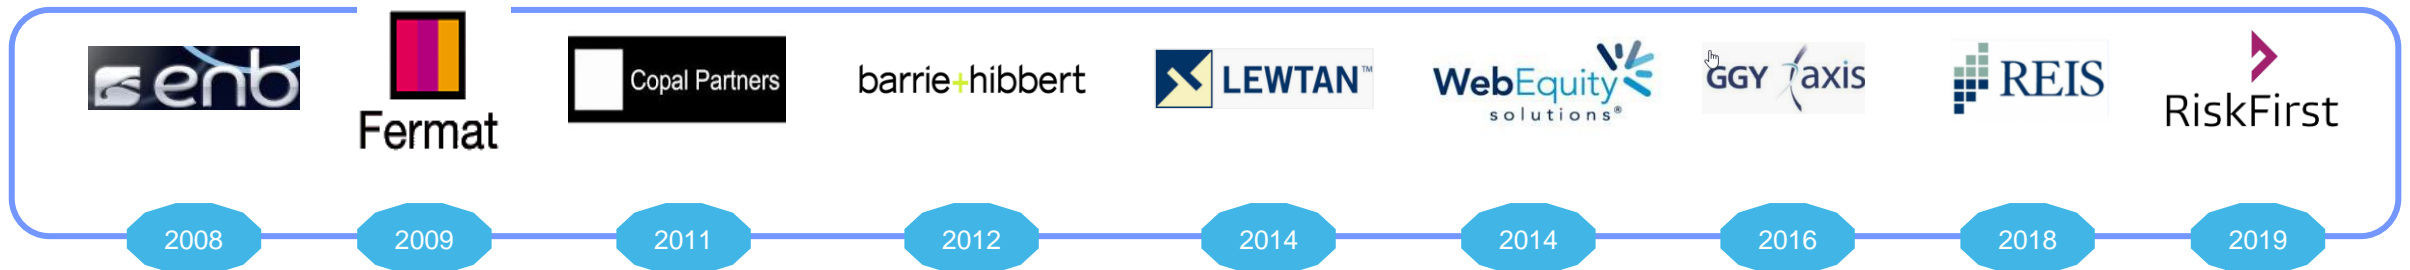 enb
Fermat
Copal Partners
barrie+hibbert
LEWTAN™
WebEquity
solutions®
GGY axis
REIS
RiskFirst
2008
2009
2011
2012
2014
2014
2016
2018
2019